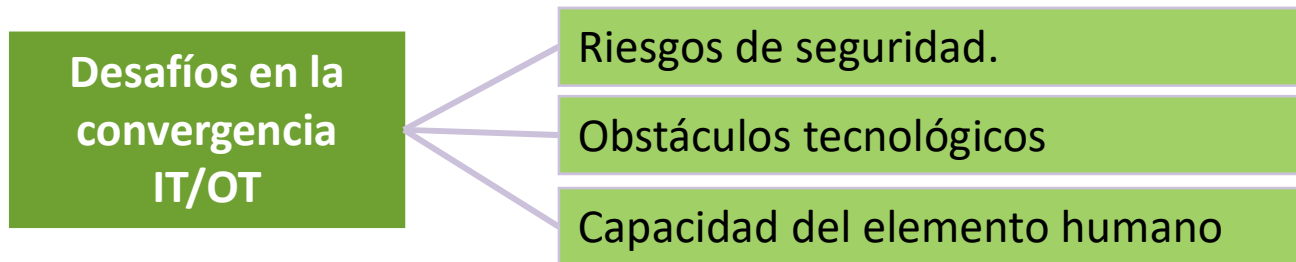 Desafíos en la
convergencia
IT/OT
Riesgos de seguridad.
Obstáculos tecnológicos
Capacidad del elemento humano